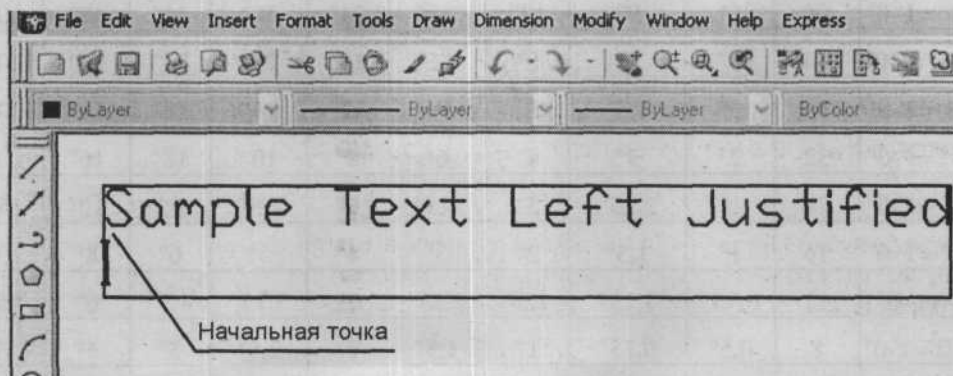 File Edit View Insert Format Tools Draw Dimension Modify Window Help Express
ByLayer ByLayer ByLayer ByColor
Sample Text Left Justified
Начальная точка